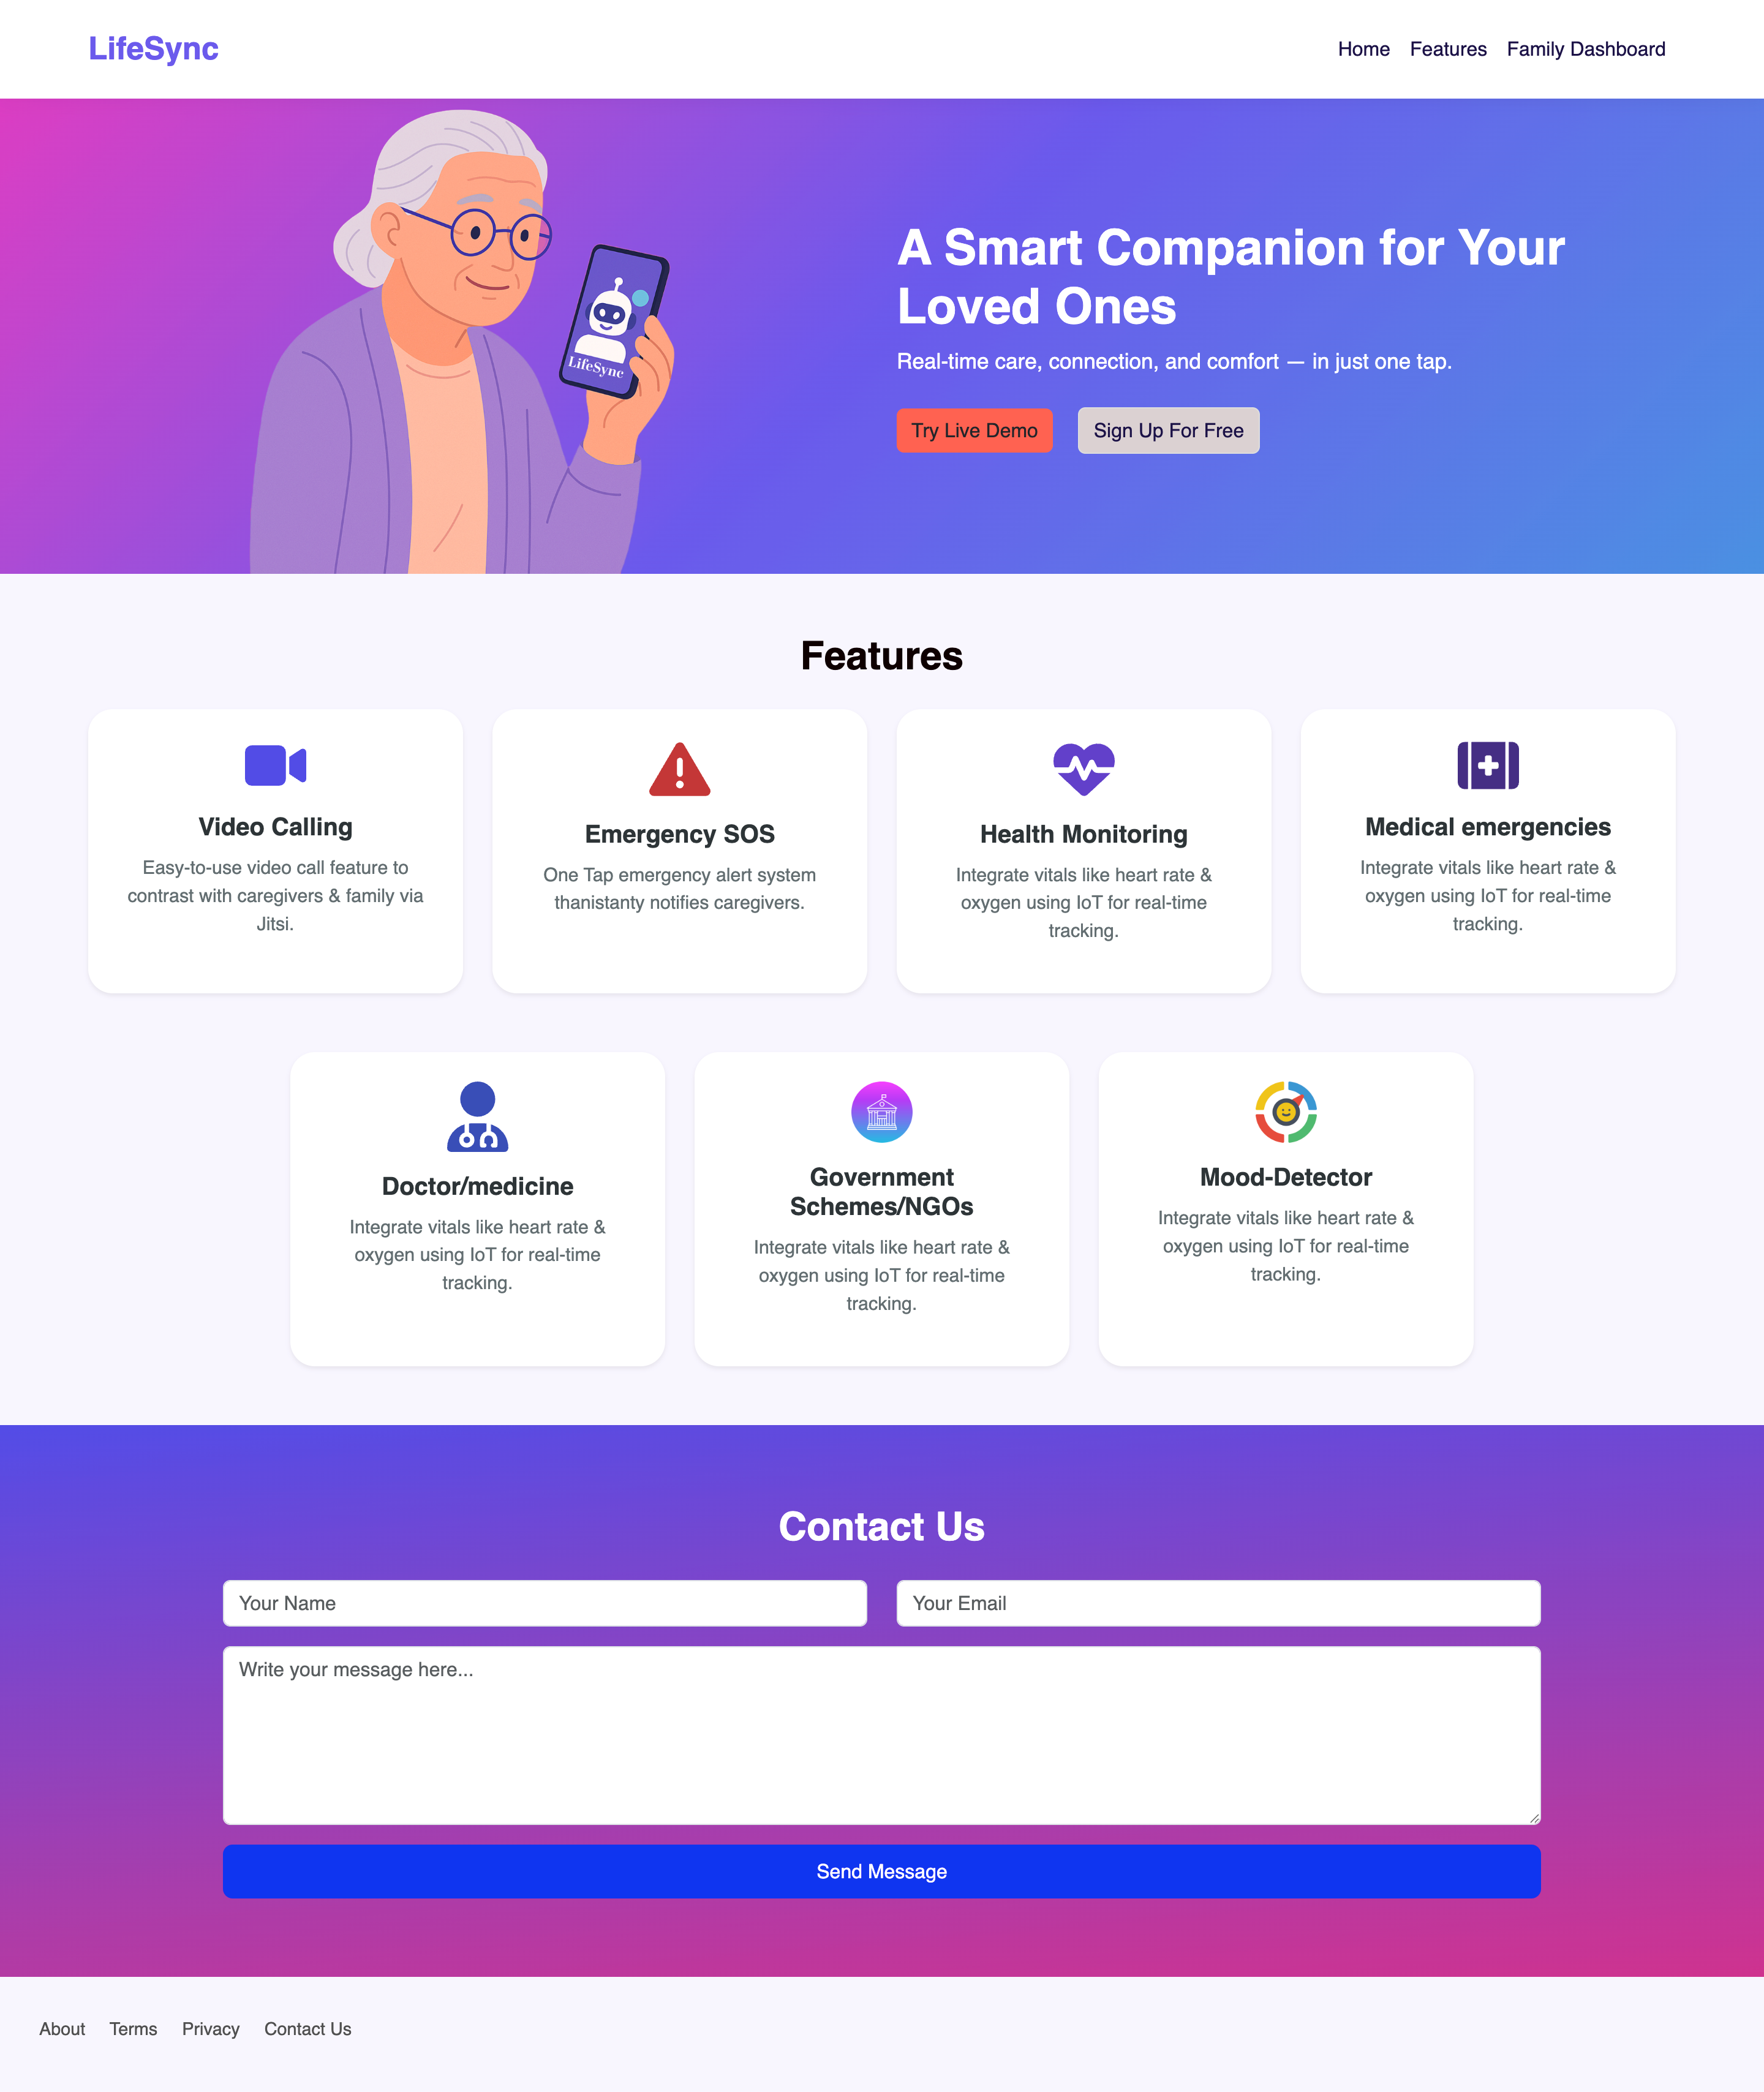 LifeSync
Home Features Family Dashboard
LifeSync
A Smart Companion for Your
Loved Ones
Real-time care, connection, and comfort — in just one tap.
Try Live Demo Sign Up For Free
Features
Video Calling
Easy-to-use video call feature to
contrast with caregivers & family via
Jitsi.
Emergency SOS
One Tap emergency alert system
thanistanty notifies caregivers.
Health Monitoring
Integrate vitals like heart rate &
oxygen using IoT for real-time
tracking.
Medical emergencies
Integrate vitals like heart rate &
oxygen using IoT for real-time
tracking.
Doctor/medicine
Integrate vitals like heart rate &
oxygen using IoT for real-time
tracking.
Government
Schemes/NGOs
Integrate vitals like heart rate &
oxygen using IoT for real-time
tracking.
Mood-Detector
Integrate vitals like heart rate &
oxygen using IoT for real-time
tracking.
Contact Us
Your Name Your Email
Write your message here...
Send Message
About Terms Privacy Contact Us